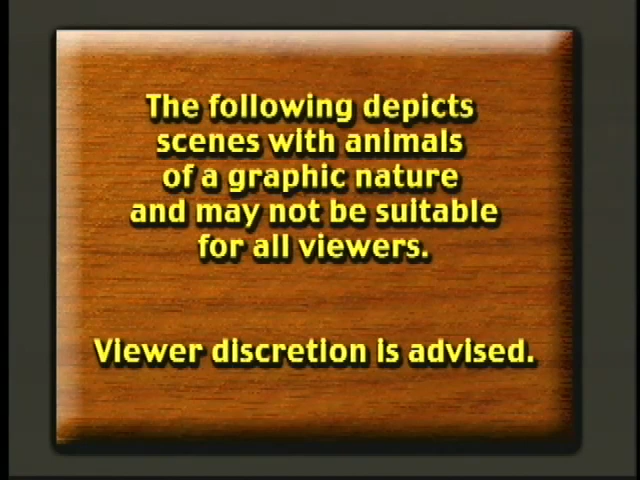 The following depicts
scenes with animals
of a graphic nature
and may not be suitable
for all viewers.
Viewer discretion is advised.